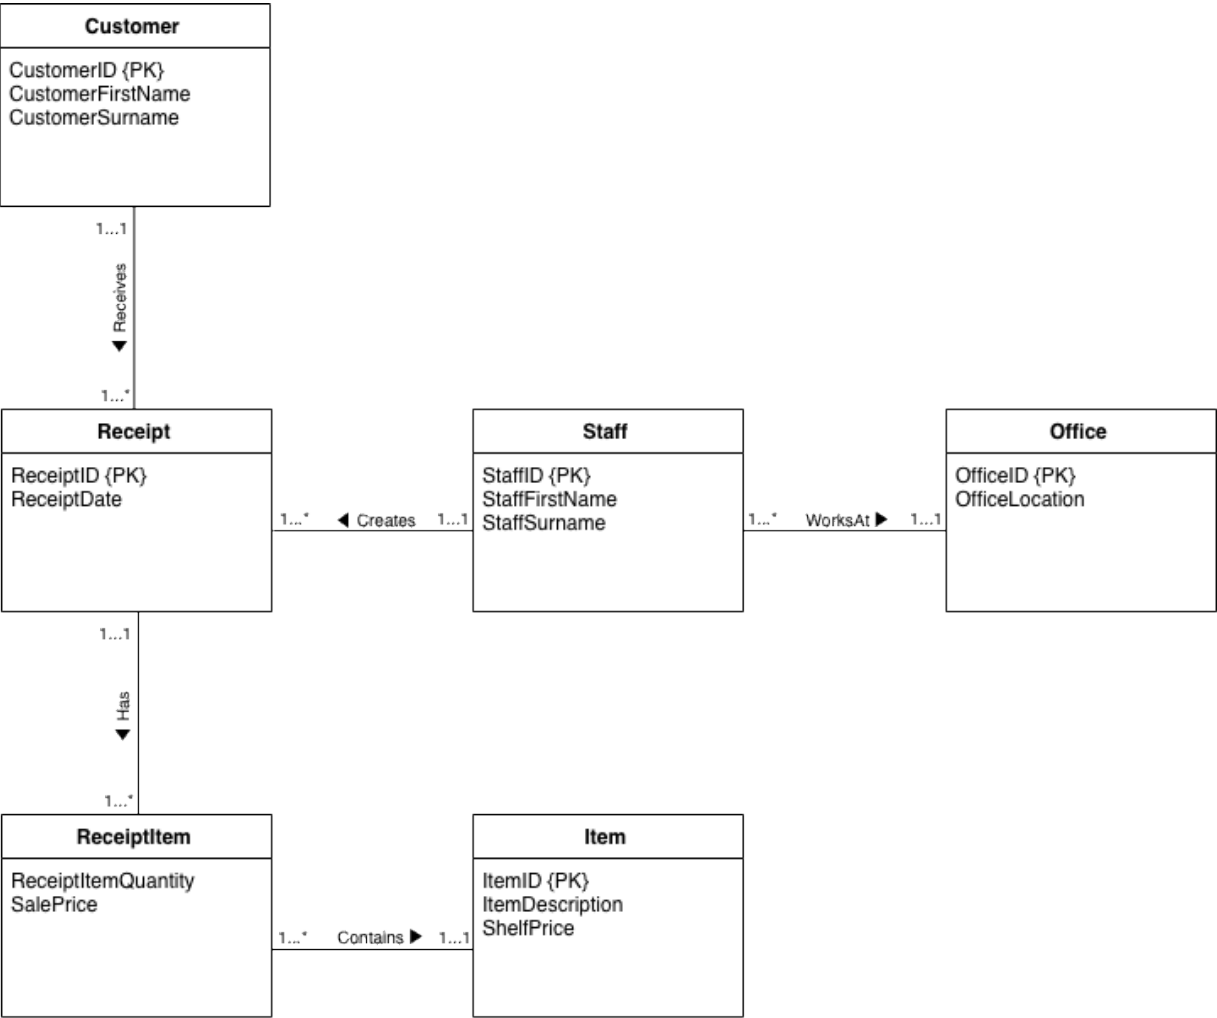 Customer
CustomerID {PK}
CustomerFirstName
CustomerSurname
1...1
Receives
1...*
Receipt
ReceiptID {PK}
ReceiptDate
1...*
Creates
1...1
Staff
StaffID {PK}
StaffFirstName
StaffSurname
1...*
WorksAt
1...1
Office
OfficeID {PK}
OfficeLocation
1...1
Has
1...*
ReceiptItem
ReceiptItemQuantity
SalePrice
1...*
Contains
1...1
Item
ItemID {PK}
ItemDescription
ShelfPrice